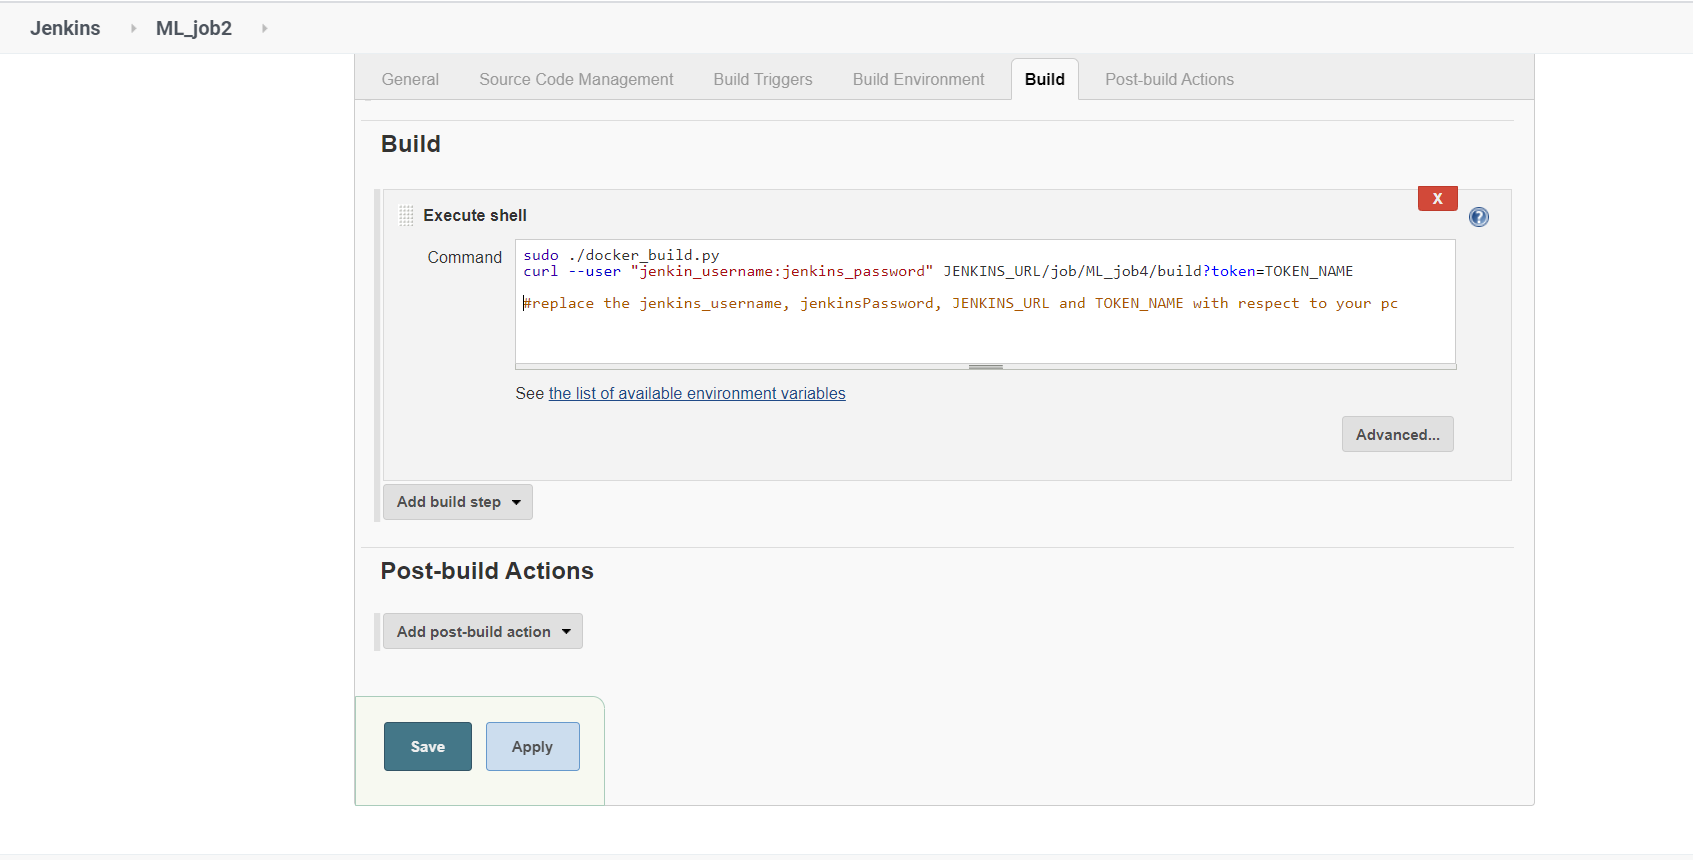 Jenkins ML_job2
General Source Code Management Build Triggers Build Environment Build Post-build Actions
Build
X
Execute shell
?
Command
sudo ./docker_build.py
curl --user "jenkin_username:jenkins_password" JENKINS_URL/job/ML_job4/build?token=TOKEN_NAME
#replace the jenkins_username, jenkinsPassword, JENKINS_URL and TOKEN_NAME with respect to your pc
See the list of available environment variables
Advanced...
Add build step
Post-build Actions
Add post-build action
Save Apply